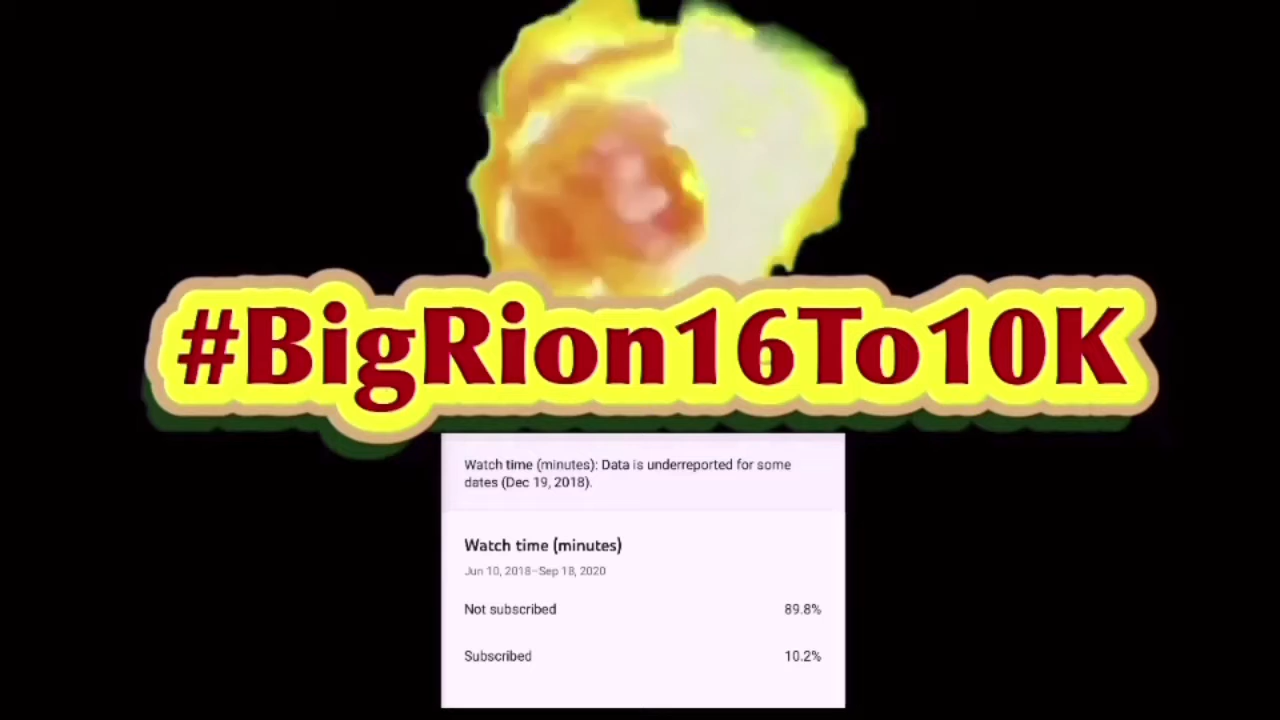 #BigRion16To10K
Watch time (minutes): Data is underreported for some
dates (Dec 19, 2018).
Watch time (minutes)
Jun 10, 2018–Sep 18, 2020
Not subscribed 89.8%
Subscribed 10.2%